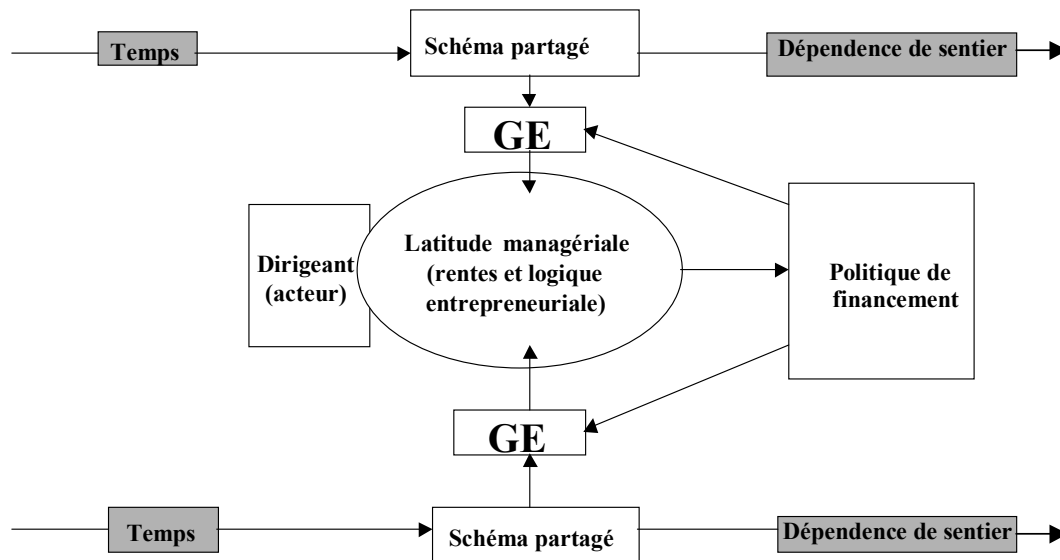 Temps
Schéma partagé
Dépendence de sentier
GE
Dirigeant
(acteur)
Latitude managériale
(rentes et logique
entrepreneuriale)
Politique de
financement
GE
Temps
Schéma partagé
Dépendence de sentier